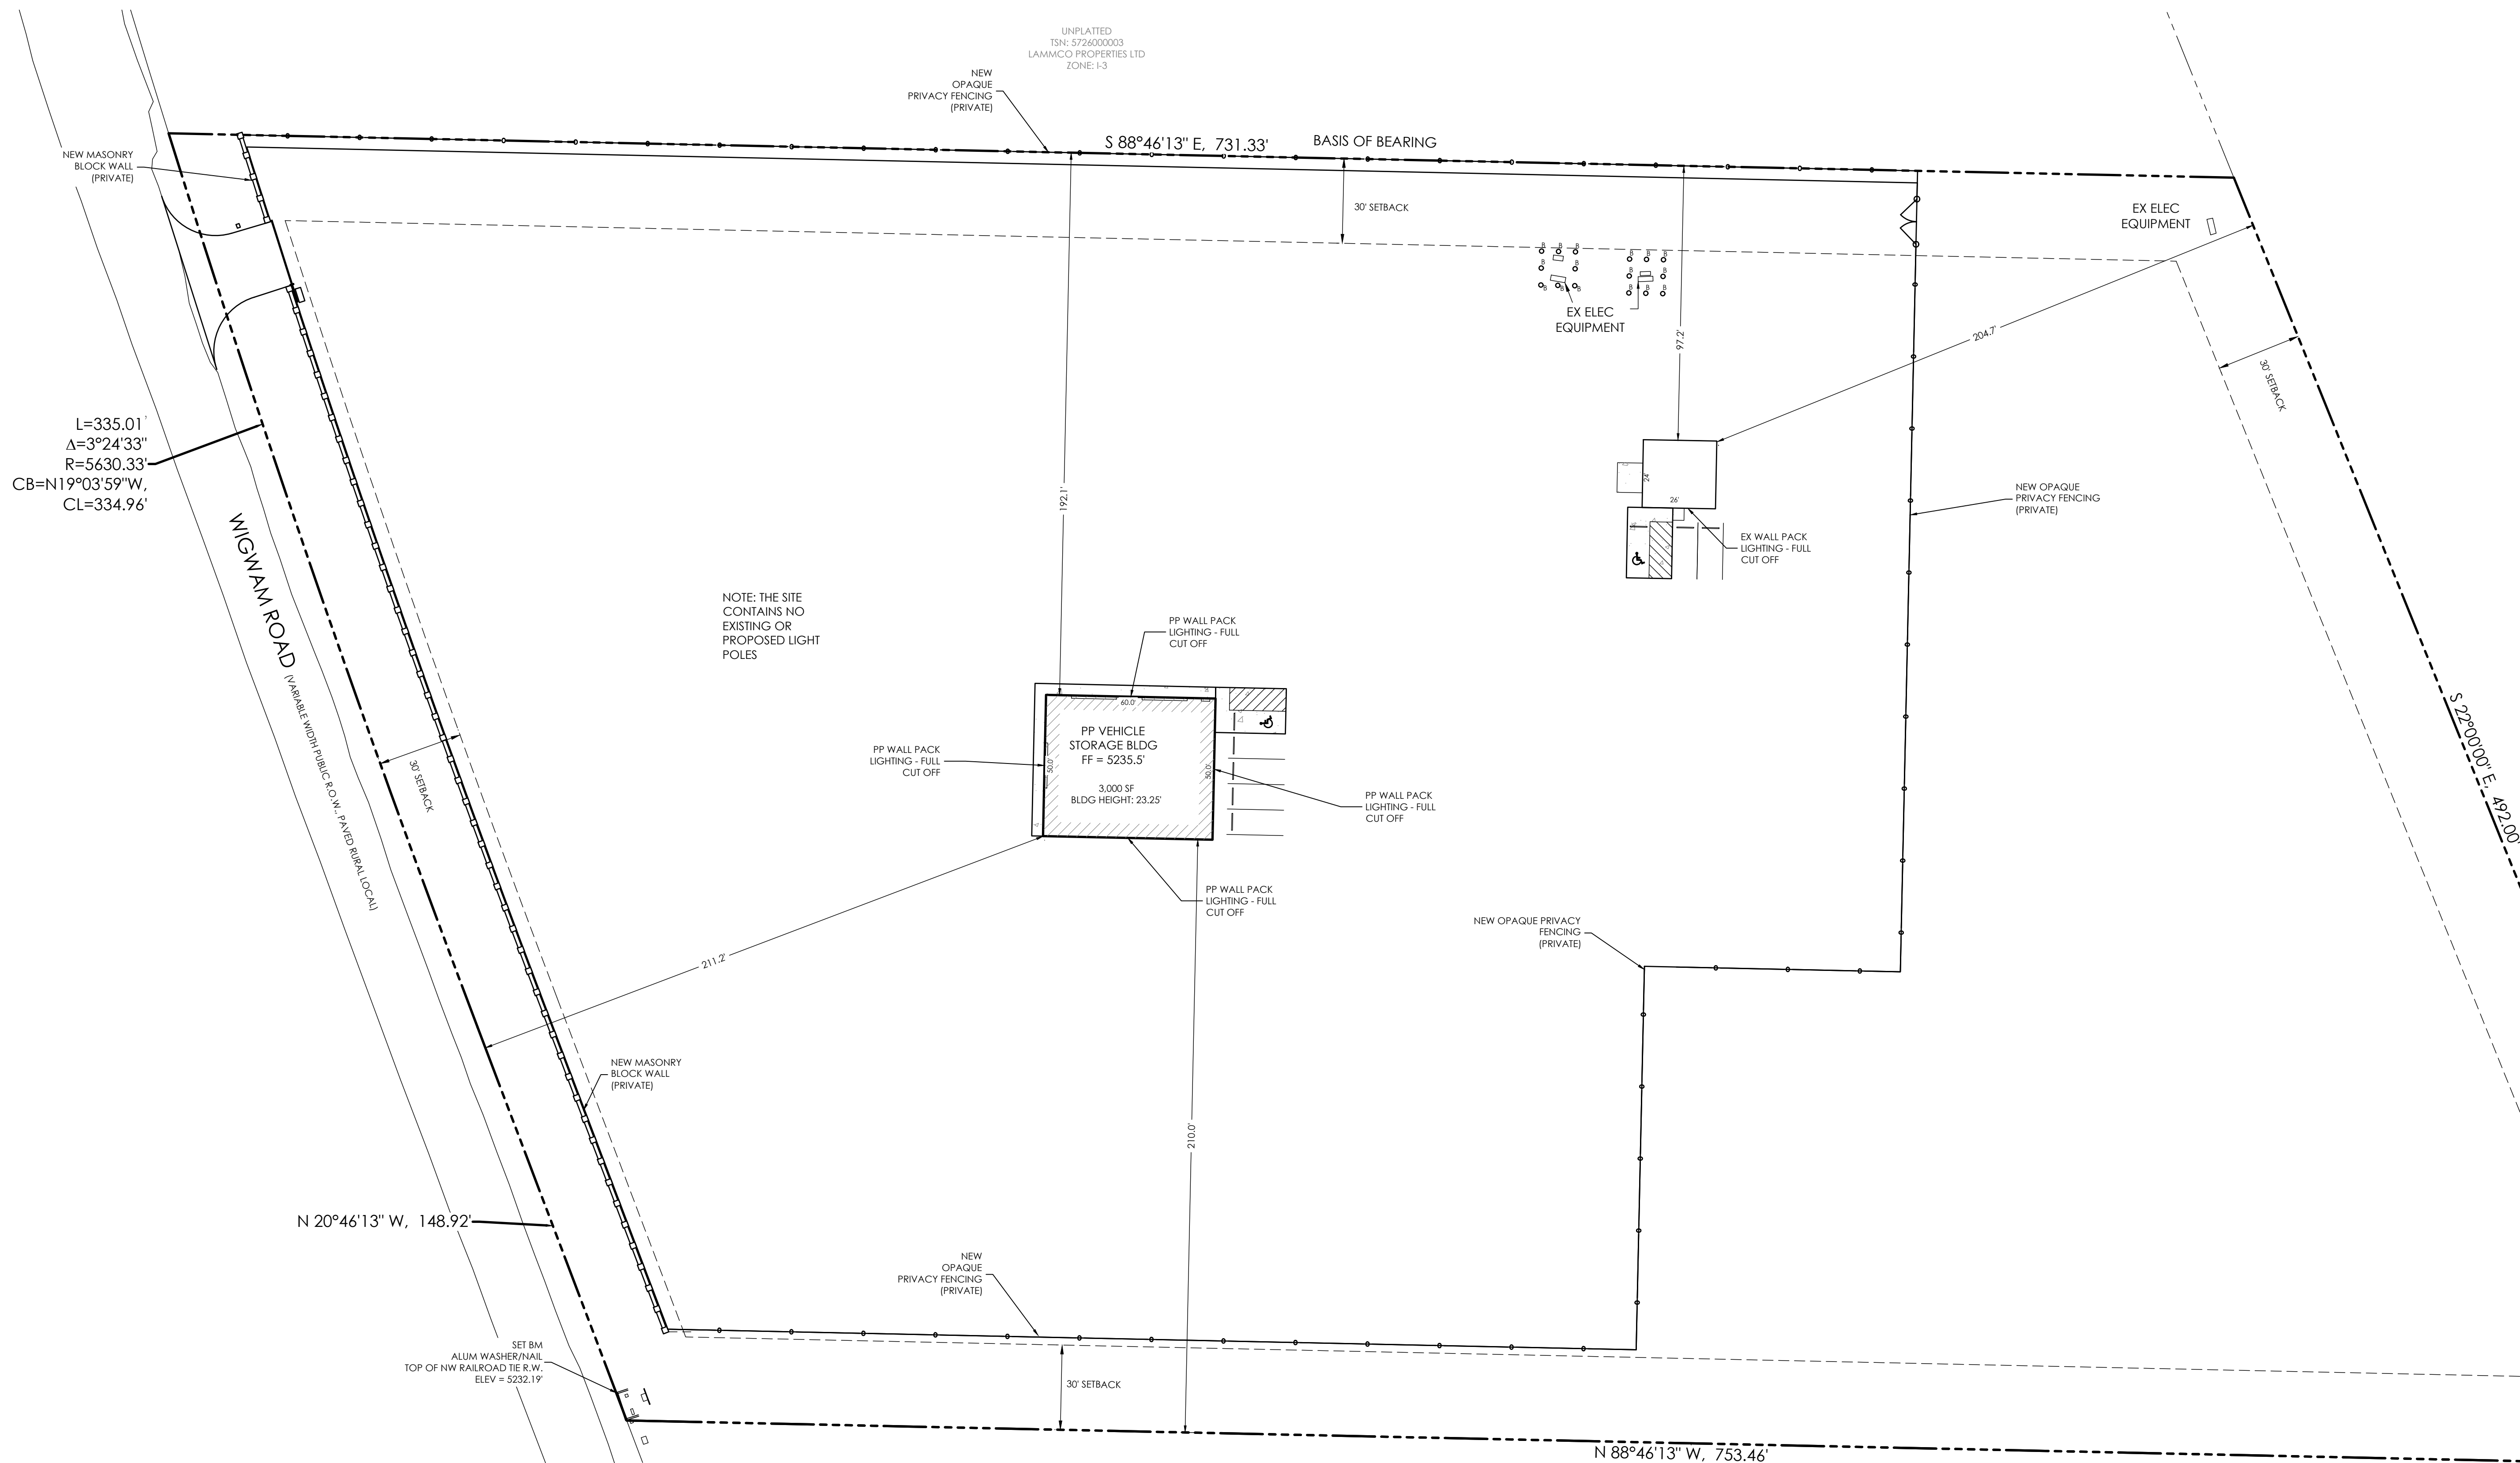 UNPLATTED
TSN: 5726000003
LAMMCO PROPERTIES LTD
ZONE: I-3
NEW
OPAQUE
PRIVACY FENCING
(PRIVATE)
S 88°46'13" E, 731.33'
BASIS OF BEARING
NEW MASONRY
BLOCK WALL
(PRIVATE)
30' SETBACK
EX ELEC
EQUIPMENT
B B B
B B
B B B
B B B
B B
B B B
EX ELEC
EQUIPMENT
97.2'
204.7'
30' SETBACK
L=335.01'
Δ=3°24'33"
R=5630.33'
CB=N19°03'59"W,
CL=334.96'
192.1'
24'
26'
NEW OPAQUE
PRIVACY FENCING
(PRIVATE)
EX WALL PACK
LIGHTING - FULL
CUT OFF
WIGWAM ROAD
(VARIABLE WIDTH PUBLIC R.O.W., PAVED RURAL LOCAL)
NOTE: THE SITE
CONTAINS NO
EXISTING OR
PROPOSED LIGHT
POLES
PP WALL PACK
LIGHTING - FULL
CUT OFF
60.0'
PP VEHICLE
STORAGE BLDG
FF = 5235.5'
3,000 SF
BLDG HEIGHT: 23.25'
50.0'
50.0'
PP WALL PACK
LIGHTING - FULL
CUT OFF
30' SETBACK
PP WALL PACK
LIGHTING - FULL
CUT OFF
S 22°00'00" E, 492.00'
PP WALL PACK
LIGHTING - FULL
CUT OFF
NEW OPAQUE PRIVACY
FENCING
(PRIVATE)
211.2'
NEW MASONRY
BLOCK WALL
(PRIVATE)
210.0'
N 20°46'13" W, 148.92'
NEW
OPAQUE
PRIVACY FENCING
(PRIVATE)
SET BM
ALUM WASHER/NAIL
TOP OF NW RAILROAD TIE R.W.
ELEV = 5232.19'
30' SETBACK
N 88°46'13" W, 753.46'